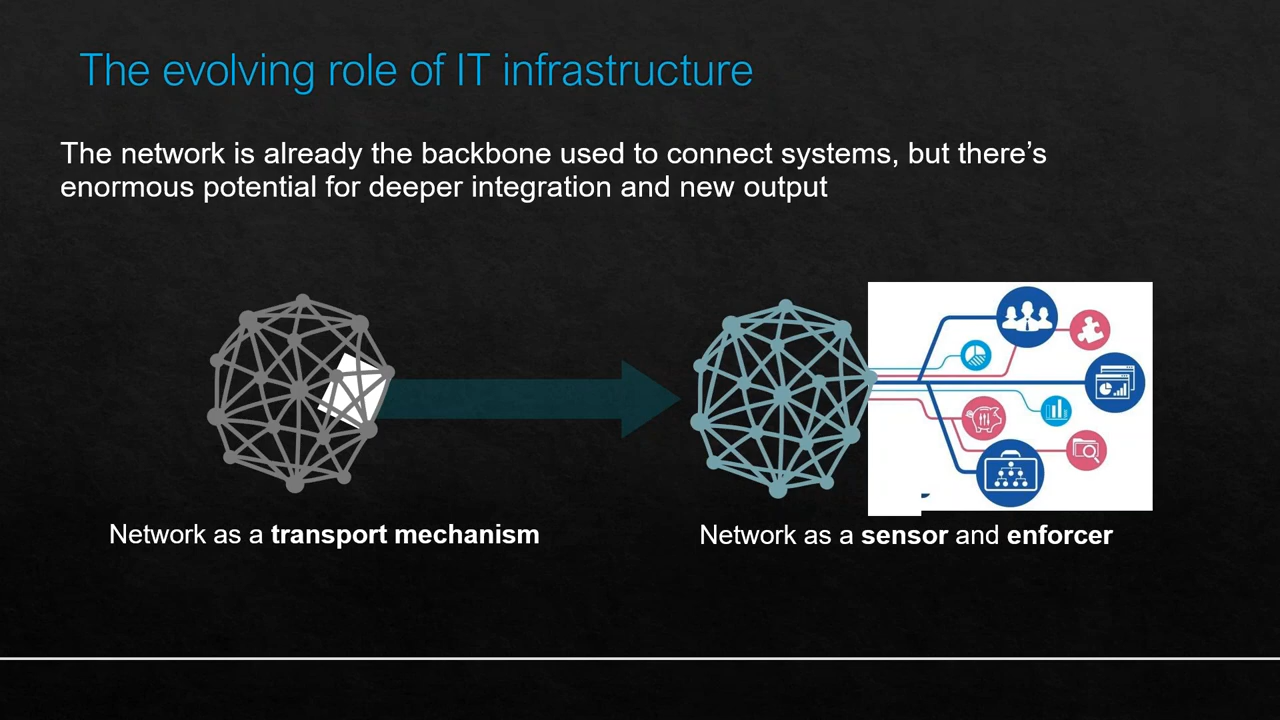 The evolving role of IT infrastructure
The network is already the backbone used to connect systems, but there’s
enormous potential for deeper integration and new output
Network as a transport mechanism
Network as a sensor and enforcer